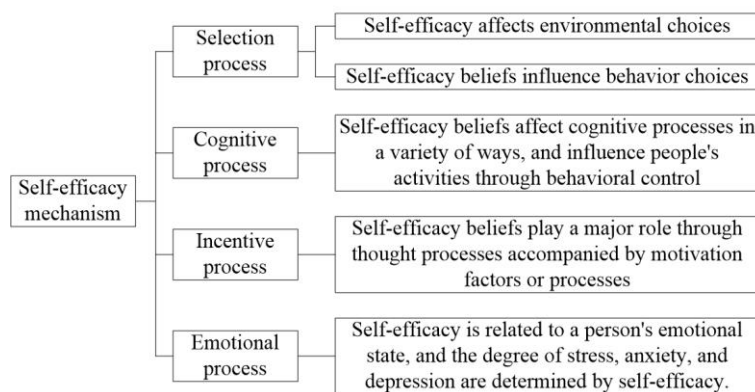 Self-efficacy
mechanism
Selection
process
Self-efficacy affects environmental choices
Self-efficacy beliefs influence behavior choices
Cognitive
process
Self-efficacy beliefs affect cognitive processes in
a variety of ways, and influence people's
activities through behavioral control
Incentive
process
Self-efficacy beliefs play a major role through
thought processes accompanied by motivation
factors or processes
Emotional
process
Self-efficacy is related to a person's emotional
state, and the degree of stress, anxiety, and
depression are determined by self-efficacy.